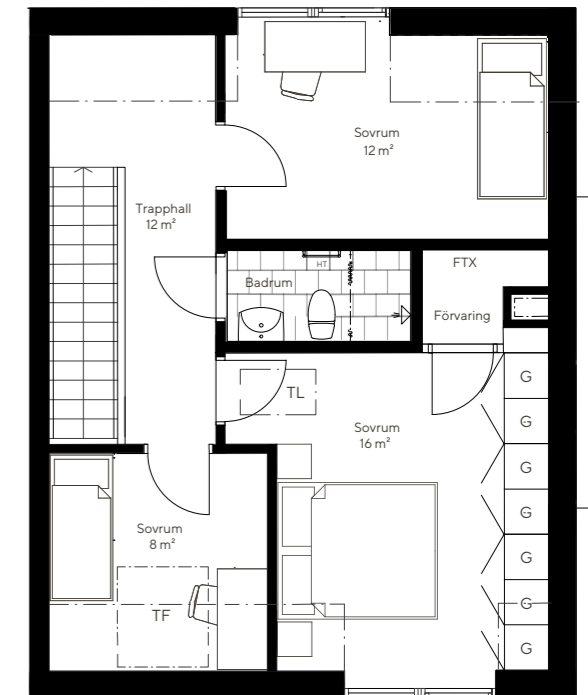 Sovrum
12 m²
Trapphall
12 m²
HT
FTX
Badrum
Förvaring
TL
G
G
Sovrum
16 m²
G
G
Sovrum
8 m²
G
TF
G
G